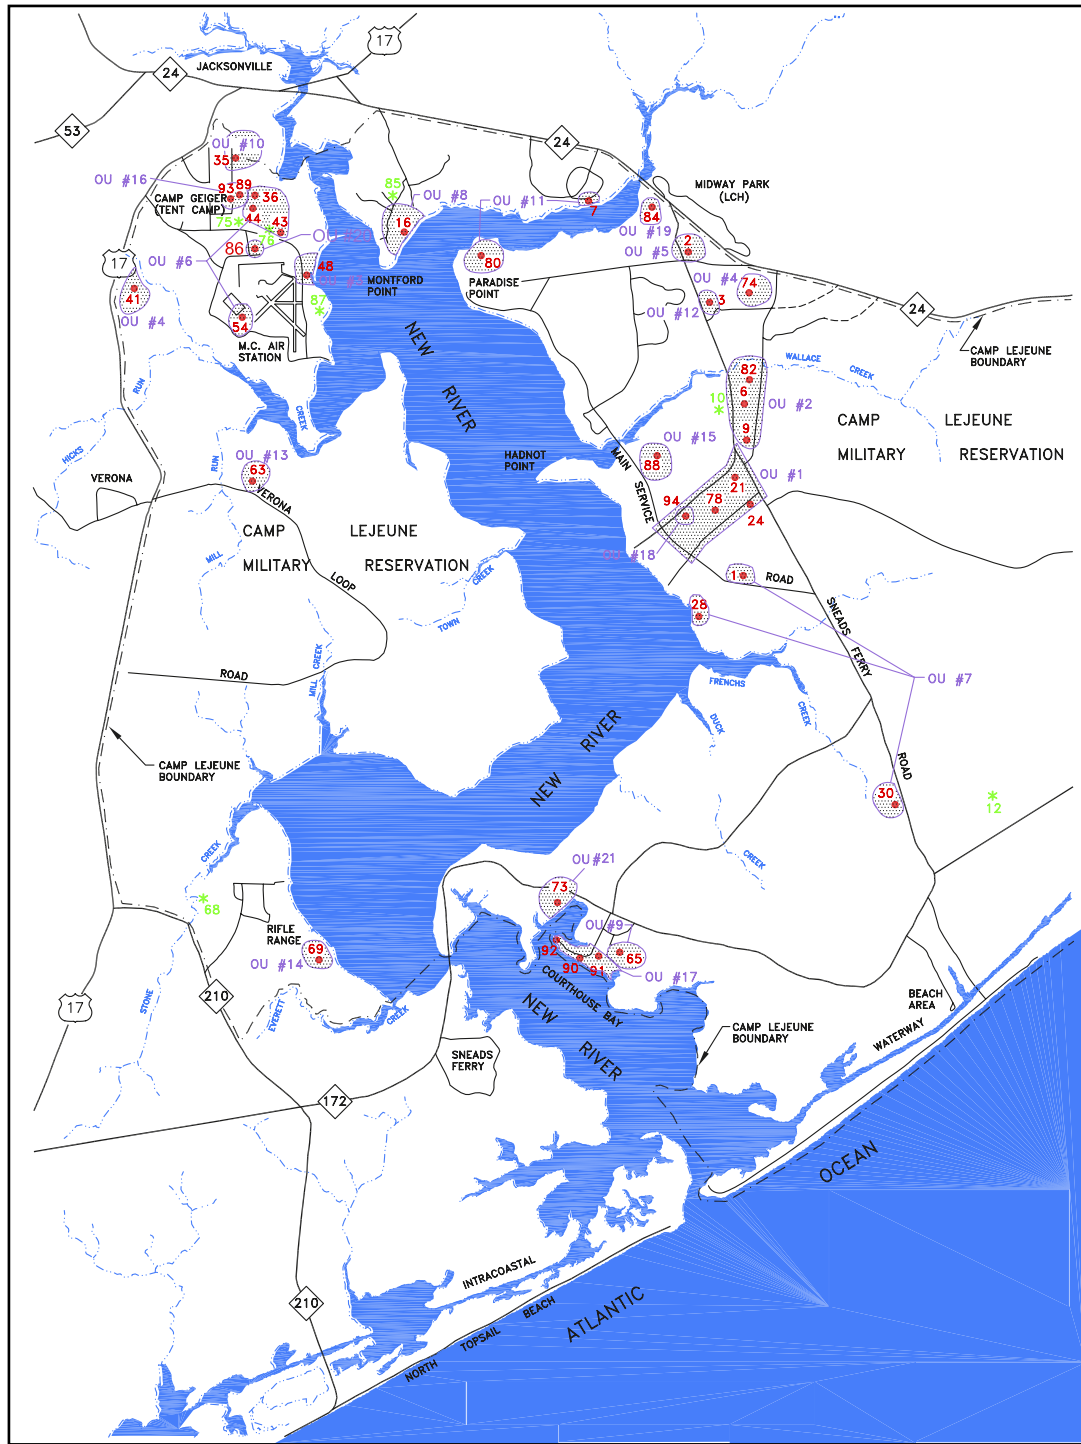 17
JACKSONVILLE
24
53
24
OU #10
35
OU #16
93
89
36
CAMP GEIGER
(TENT CAMP)
44
75
43
76
86
OU #6
17
41
OU #4
54
M.C. AIR
STATION
48
87
85
OU #8
16
MONTFORD
POINT
OU #11
7
80
PARADISE
POINT
MIDWAY PARK
(LCH)
84
OU #19
2
OU #5
OU #4
74
3
OU #12
24
CAMP LEJEUNE
BOUNDARY
NEW
RIVER
WALLACE
CREEK
82
6
10
OU #2
9
CAMP LEJEUNE
MILITARY RESERVATION
OU #15
88
HADNOT
POINT
MAIN
SERVICE
ROAD
OU #1
21
94
78
24
OU #18
1
28
SNEADS
FERRY
ROAD
OU #7
FRENCHS
CREEK
DUCK
CREEK
30
12
RUN
HICKS
CREEK
VERONA
OU #13
63
VERONA
LOOP
ROAD
RUN
MILL
CAMP LEJEUNE
MILITARY RESERVATION
CREEK
TOWN
MILL CREEK
CAMP LEJEUNE
BOUNDARY
NEW
RIVER
CREEK
STONE
68
RIFLE
RANGE
69
OU #14
210
17
EVERETT
CREEK
OU #21
73
OU #9
92
90
91
65
OU #17
COURTHOUSE BAY
NEW
RIVER
CAMP LEJEUNE
BOUNDARY
BEACH
AREA
WATERWAY
SNEADS
FERRY
172
OCEAN
ATLANTIC
INTRACOASTAL
NORTH TOPSAIL BEACH
210